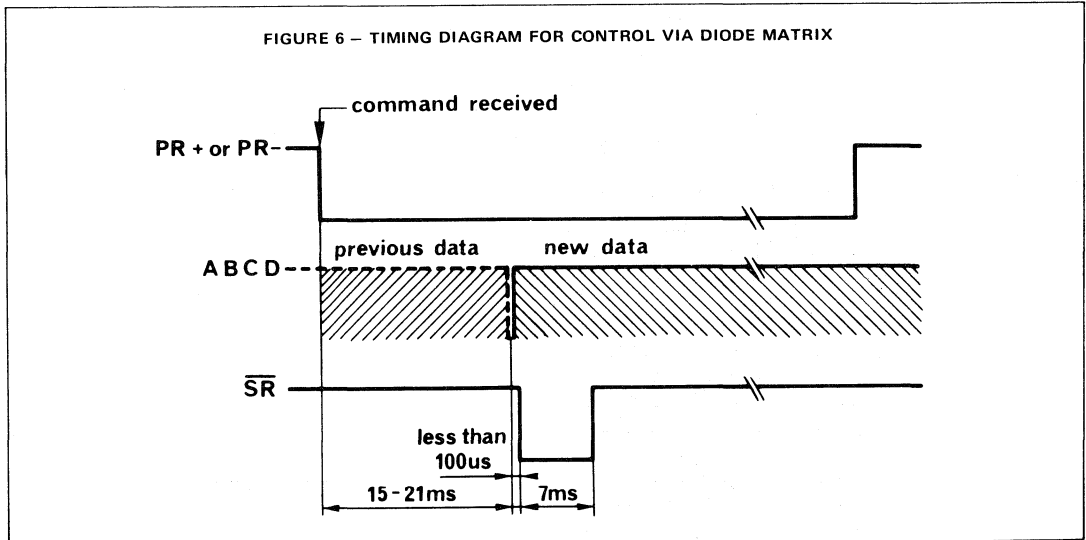 FIGURE 6 – TIMING DIAGRAM FOR CONTROL VIA DIODE MATRIX
command received
PR + or PR-
previous data new data
A B C D
S̅R̅
less than
100us
15-21ms 7ms